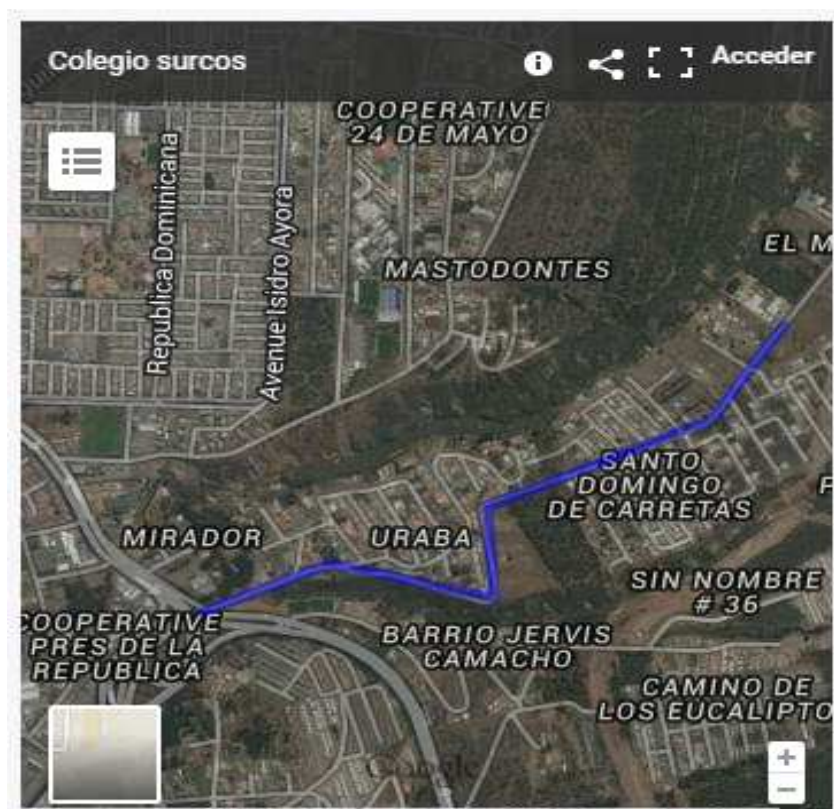 Colegio surcos
Acceder
COOPERATIVE
24 DE MAYO
Republica Dominicana
Avenue Isidro Ayora
EL M
MASTODONTES
SANTO
DOMINGO
DE CARRETAS
P
MIRADOR
URABA
SIN NOMBRE
# 36
COOPERATIVE
PRES DE LA
REPUBLICA
BARRIO JERVIS
CAMACHO
CAMINO DE
LOS EUCALIPTO
Google
+
−